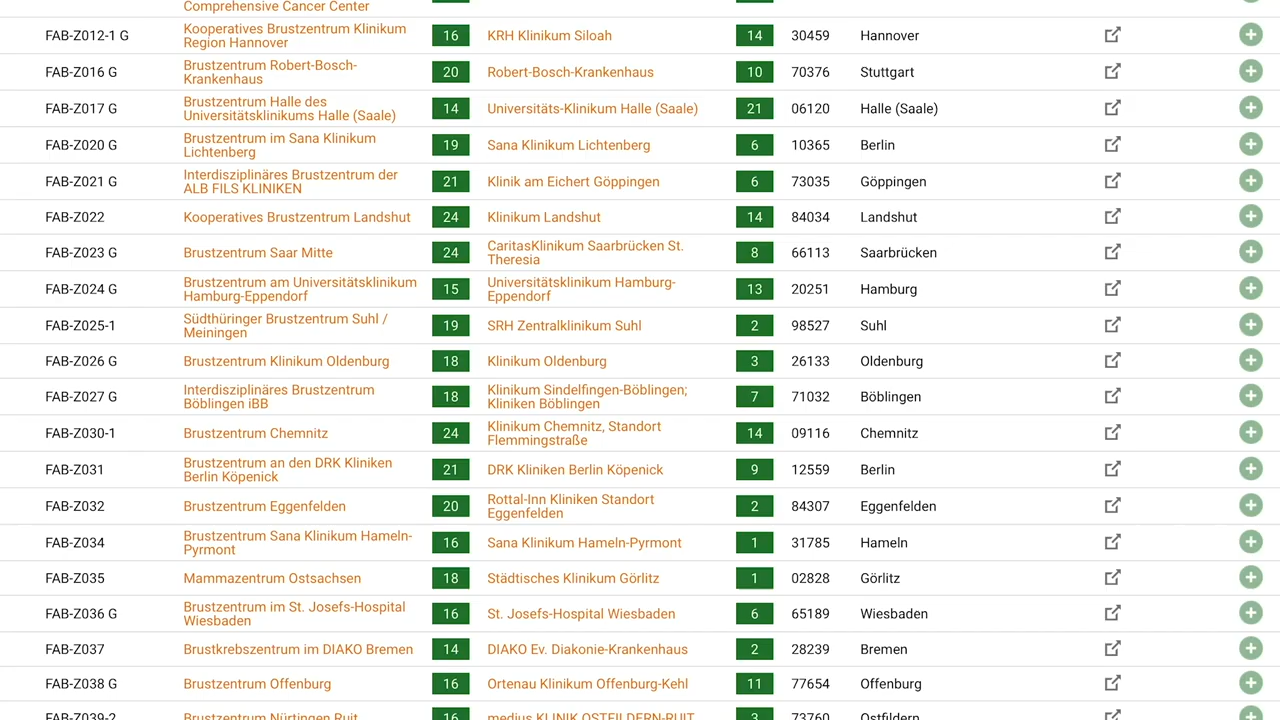 Comprehensive Cancer Center
FAB-Z012-1 G Kooperatives Brustzentrum Klinikum Region Hannover 16 KRH Klinikum Siloah 14 30459 Hannover
FAB-Z016 G Brustzentrum Robert-Bosch-Krankenhaus 20 Robert-Bosch-Krankenhaus 10 70376 Stuttgart
FAB-Z017 G Brustzentrum Halle des Universitätsklinikums Halle (Saale) 14 Universitäts-Klinikum Halle (Saale) 21 06120 Halle (Saale)
FAB-Z020 G Brustzentrum im Sana Klinikum Lichtenberg 19 Sana Klinikum Lichtenberg 6 10365 Berlin
FAB-Z021 G Interdisziplinäres Brustzentrum der ALB FILS KLINIKEN 21 Klinik am Eichert Göppingen 6 73035 Göppingen
FAB-Z022 Kooperatives Brustzentrum Landshut 24 Klinikum Landshut 14 84034 Landshut
FAB-Z023 G Brustzentrum Saar Mitte 24 CaritasKlinikum Saarbrücken St. Theresia 8 66113 Saarbrücken
FAB-Z024 G Brustzentrum am Universitätsklinikum Hamburg-Eppendorf 15 Universitätsklinikum Hamburg-Eppendorf 13 20251 Hamburg
FAB-Z025-1 Südthüringer Brustzentrum Suhl / Meiningen 19 SRH Zentralklinikum Suhl 2 98527 Suhl
FAB-Z026 G Brustzentrum Klinikum Oldenburg 18 Klinikum Oldenburg 3 26133 Oldenburg
FAB-Z027 G Interdisziplinäres Brustzentrum Böblingen iBB 18 Klinikum Sindelfingen-Böblingen; Kliniken Böblingen 7 71032 Böblingen
FAB-Z030-1 Brustzentrum Chemnitz 24 Klinikum Chemnitz, Standort Flemmingstraße 14 09116 Chemnitz
FAB-Z031 Brustzentrum an den DRK Kliniken Berlin Köpenick 21 DRK Kliniken Berlin Köpenick 9 12559 Berlin
FAB-Z032 Brustzentrum Eggenfelden 20 Rottal-Inn Kliniken Standort Eggenfelden 2 84307 Eggenfelden
FAB-Z034 Brustzentrum Sana Klinikum Hameln-Pyrmont 16 Sana Klinikum Hameln-Pyrmont 1 31785 Hameln
FAB-Z035 Mammazentrum Ostsachsen 18 Städtisches Klinikum Görlitz 1 02828 Görlitz
FAB-Z036 G Brustzentrum im St. Josefs-Hospital Wiesbaden 16 St. Josefs-Hospital Wiesbaden 6 65189 Wiesbaden
FAB-Z037 Brustkrebszentrum im DIAKO Bremen 14 DIAKO Ev. Diakonie-Krankenhaus 2 28239 Bremen
FAB-Z038 G Brustzentrum Offenburg 16 Ortenau Klinikum Offenburg-Kehl 11 77654 Offenburg
FAB-Z039-2 Brustzentrum Nürtingen Ruit 16 medius KLINIK OSTFILDERN-RUIT 3 73760 Ostfildern